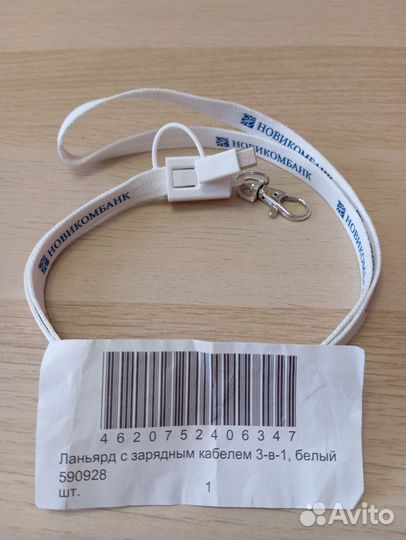 НОВИКОМБАНК
НОВИКОМБАНК
НОВИКОМБАНК
НОВИКОМБАНК
4620752406347
Ланьярд с зарядным кабелем 3-в-1, белый
590928
шт. 1
Avito